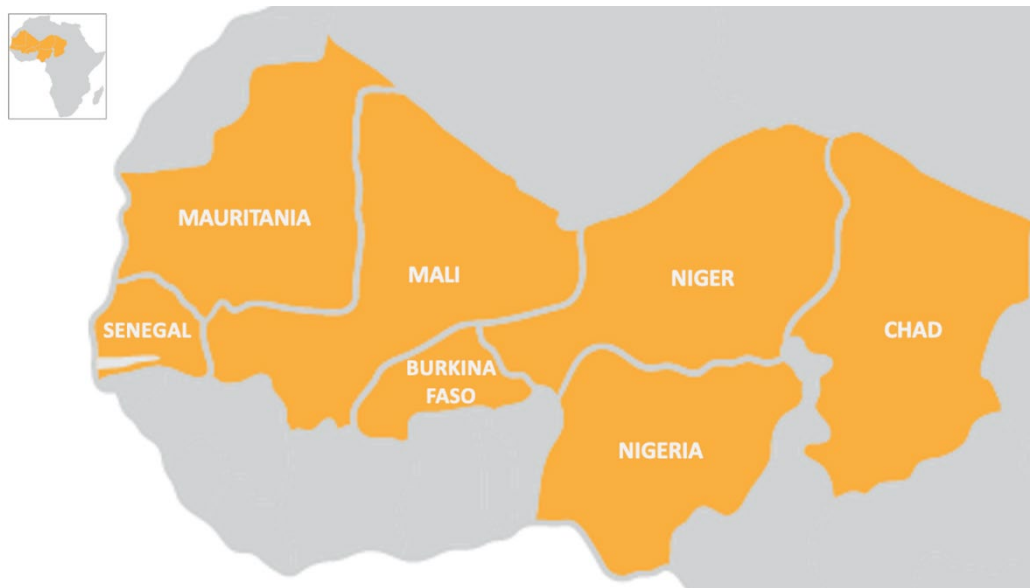 MAURITANIA
MALI
NIGER
SENEGAL
CHAD
BURKINA
FASO
NIGERIA